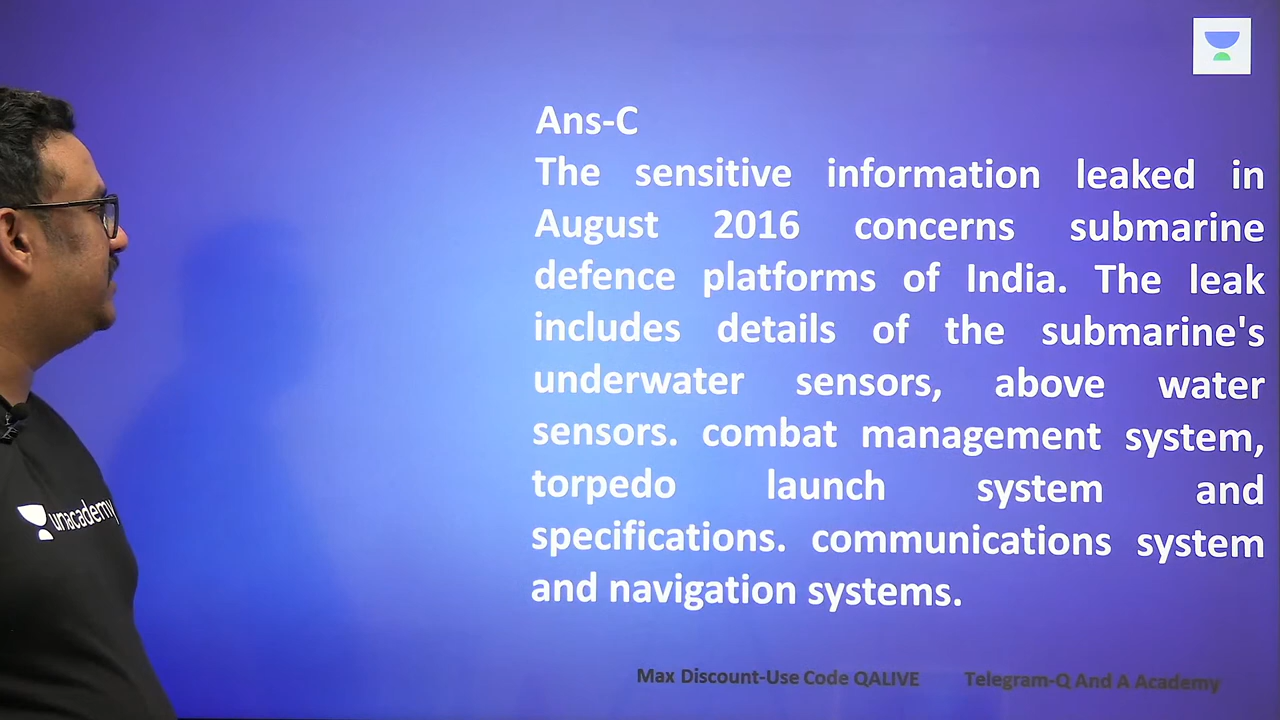 Ans-C
The sensitive information leaked in
August 2016 concerns submarine
defence platforms of India. The leak
includes details of the submarine's
underwater sensors, above water
sensors. combat management system,
torpedo launch system and
specifications. communications system
and navigation systems.
unacademy
Max Discount-Use Code QALIVE Telegram-Q And A Academy